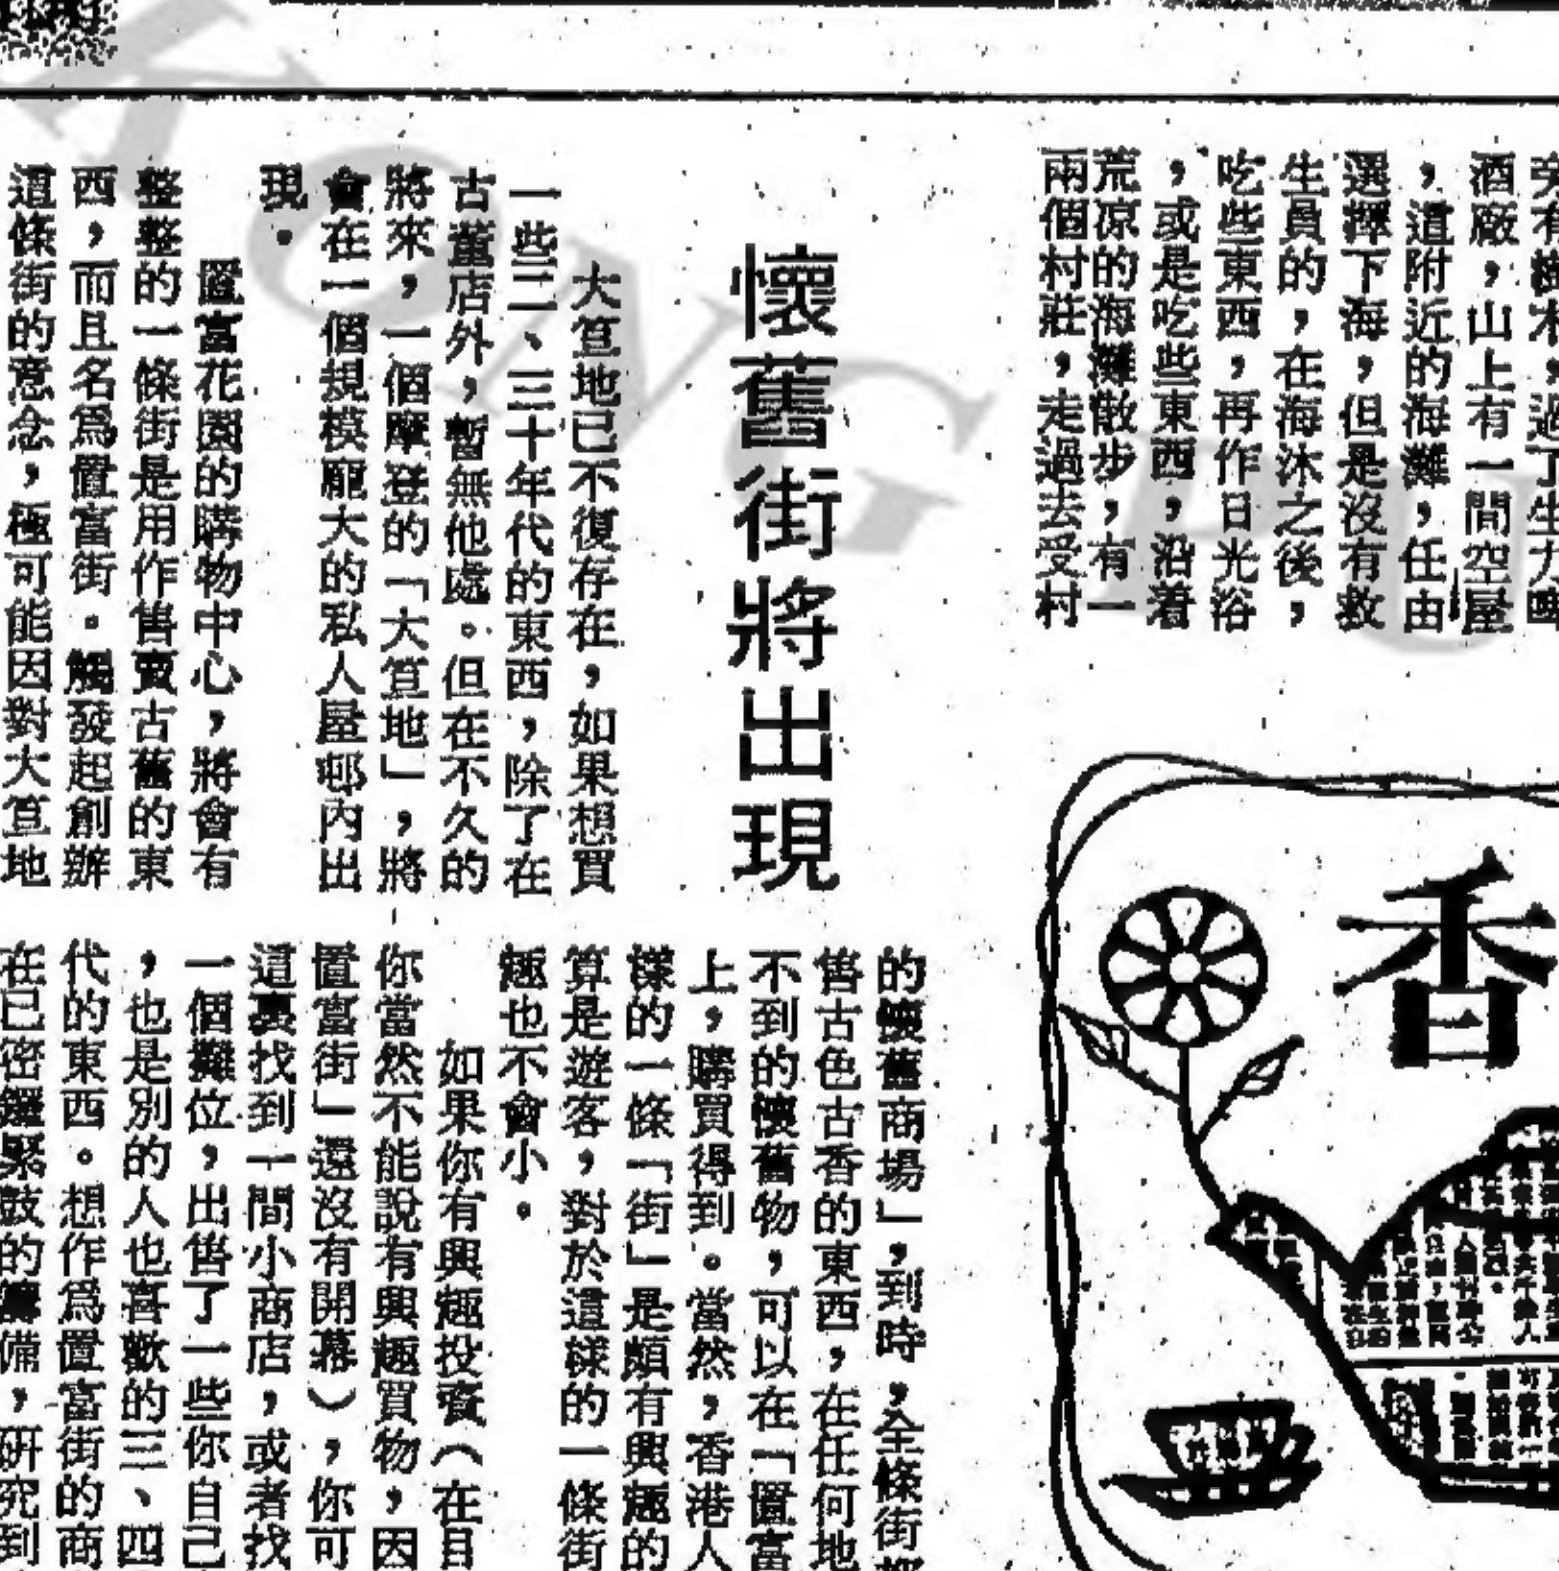 旁有樹木，過了生力啤
酒廠，山上有一間空屋
，這附近的海灘，任由
選擇下海，但是沒有救
生員的，在海沐之後，
吃些東西，再作日光浴
，或是吃些東西，沿着
荒凉的海灘散步，有一
兩個村莊，走過去受村
懷舊街將出現
大笪地已不復存在，如果想買
一些二、三十年代的東西，除了在
古董店外，暫無他處。但在不久的
將來，一個摩登的「大笪地」，將
會在一個規模龐大的私人屋邨內出
現。
置富花園的購物中心，將會有
整整的一條街是用作售賣古舊的東
西，而且名爲置富街。觸發起創辦
這條街的意念，極可能因對大笪地
的懷舊商場」，到時，全條街都
售古色古香的東西，在任何地
不到的懷舊物，可以在「置富
上，購買得到。當然，香港人
樣的一條「街」是頗有興趣的
算是遊客，對於這樣的一條街
趣也不會小。
如果你有興趣投資（在目
你當然不能說有興趣買物，因
置富街」還沒有開幕），你可
這裏找到一間小商店，或者找
一個攤位，出售了一些你自己
，也是別的人也喜歡的三、四
代的東西。想作爲置富街的商
在已密鑼緊鼓的籌備，研究到
香
HONG PU